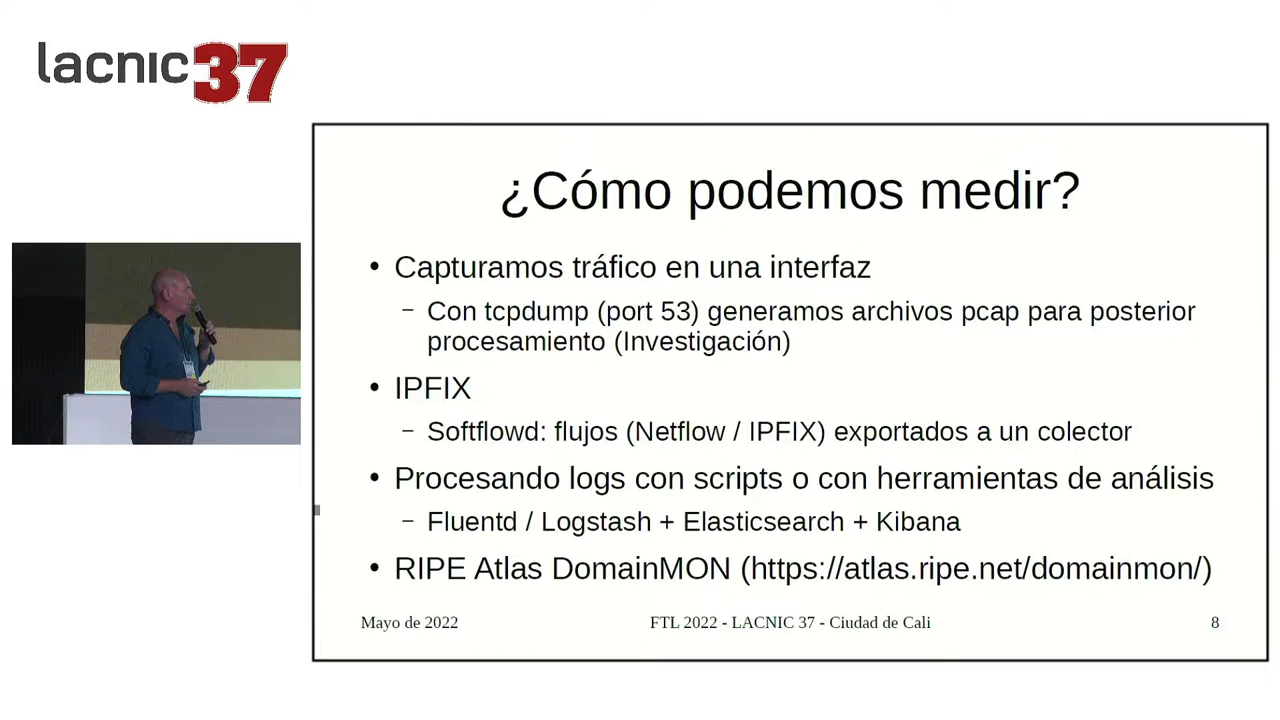 lacnic 37
¿Cómo podemos medir?
• Capturamos tráfico en una interfaz
– Con tcpdump (port 53) generamos archivos pcap para posterior
procesamiento (Investigación)
• IPFIX
– Softflowd: flujos (Netflow / IPFIX) exportados a un colector
• Procesando logs con scripts o con herramientas de análisis
– Fluentd / Logstash + Elasticsearch + Kibana
• RIPE Atlas DomainMON (https://atlas.ripe.net/domainmon/)
Mayo de 2022 FTL 2022 - LACNIC 37 - Ciudad de Cali 8